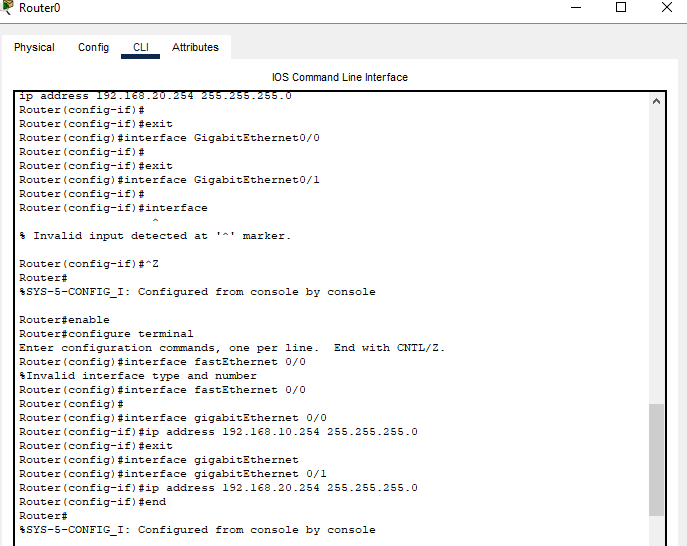 Router0
Physical Config CLI Attributes
IOS Command Line Interface
ip address 192.168.20.254 255.255.255.0
Router(config-if)#
Router(config-if)#exit
Router(config)#interface GigabitEthernet0/0
Router(config-if)#
Router(config-if)#exit
Router(config)#interface GigabitEthernet0/1
Router(config-if)#
Router(config-if)#interface
^
% Invalid input detected at '^' marker.
Router(config-if)#^Z
Router#
%SYS-5-CONFIG_I: Configured from console by console
Router#enable
Router#configure terminal
Enter configuration commands, one per line.  End with CNTL/Z.
Router(config)#interface fastEthernet 0/0
%Invalid interface type and number
Router(config)#interface fastEthernet 0/0
Router(config)#
Router(config)#interface gigabitEthernet 0/0
Router(config-if)#ip address 192.168.10.254 255.255.255.0
Router(config-if)#exit
Router(config)#interface gigabitEthernet
Router(config)#interface gigabitEthernet 0/1
Router(config-if)#ip address 192.168.20.254 255.255.255.0
Router(config-if)#end
Router#
%SYS-5-CONFIG_I: Configured from console by console